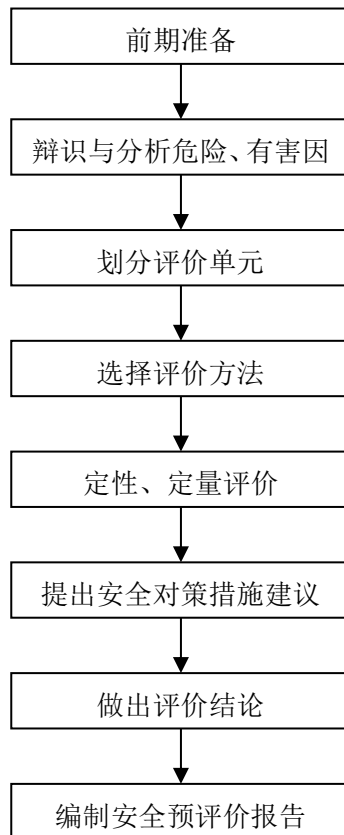 前期准备
辩识与分析危险、有害因
划分评价单元
选择评价方法
定性、定量评价
提出安全对策措施建议
做出评价结论
编制安全预评价报告